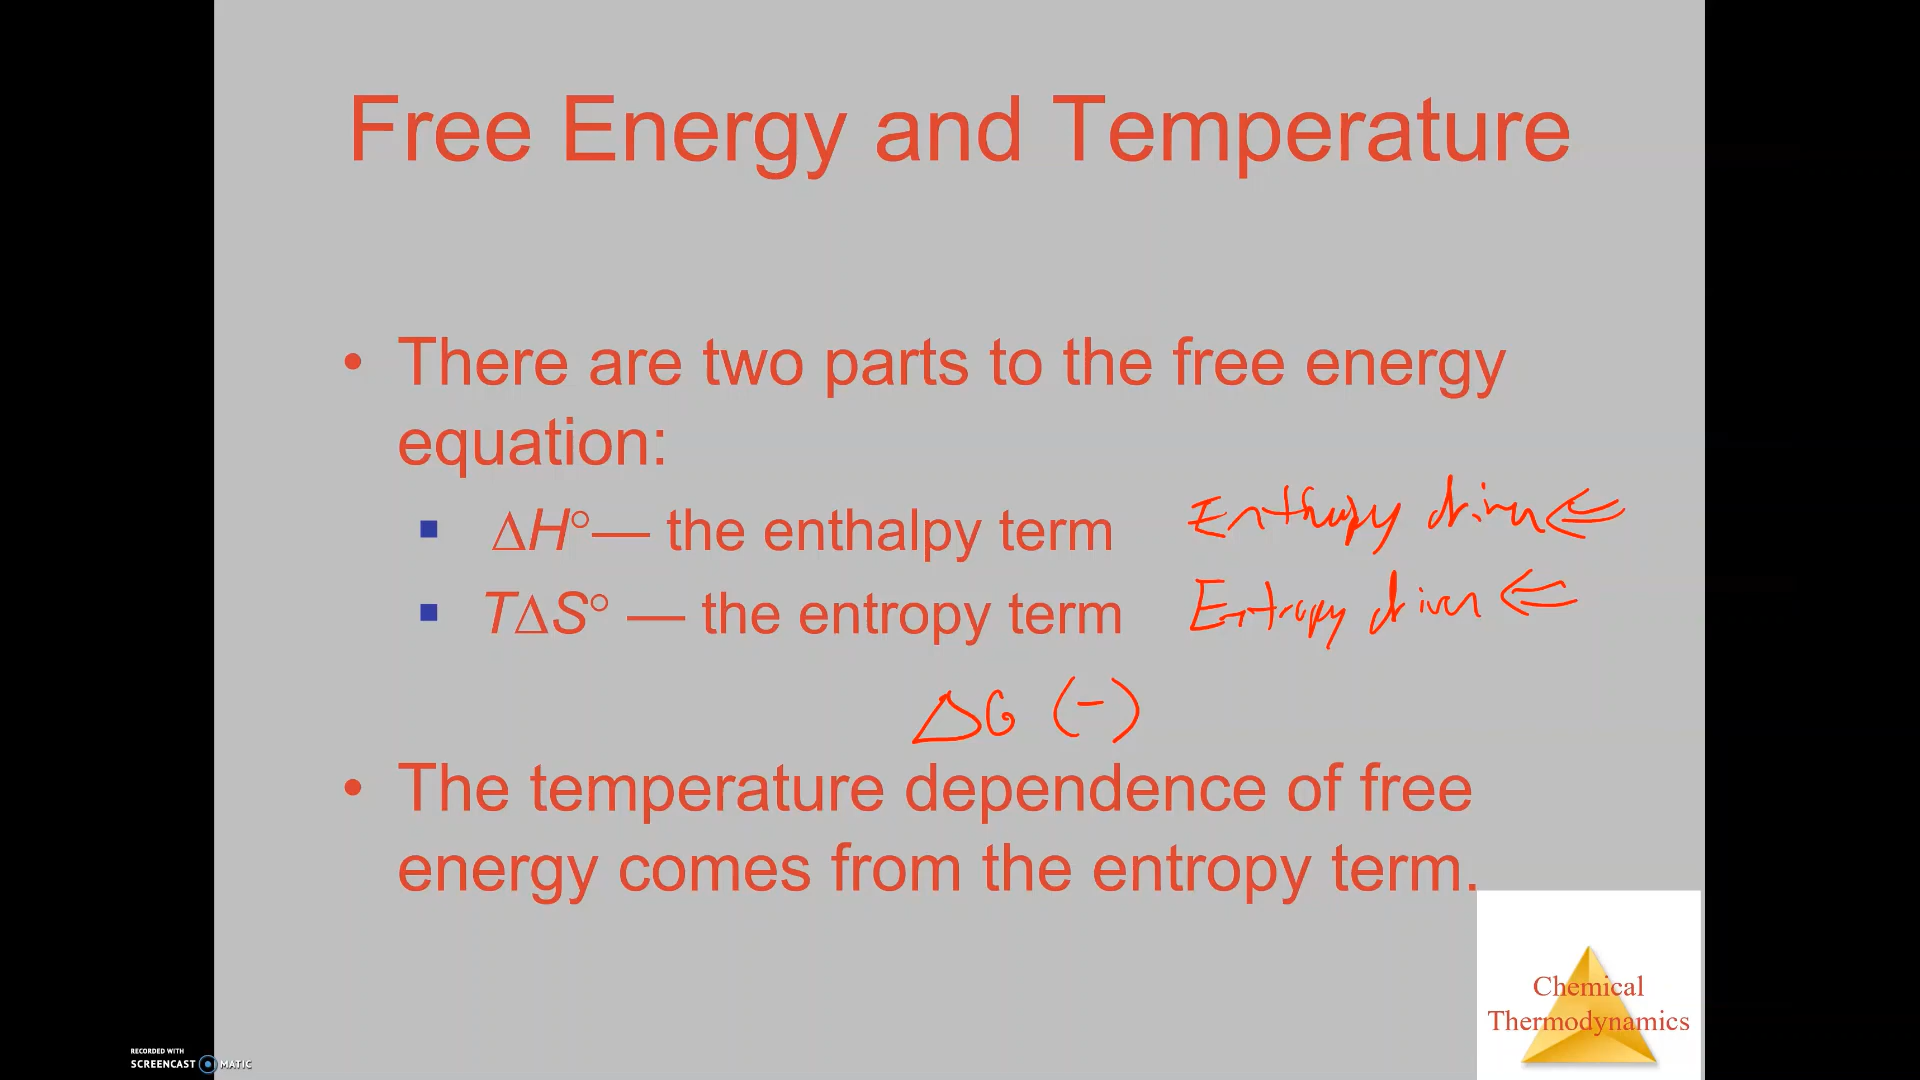 Free Energy and Temperature
• There are two parts to the free energy
equation:
▪ ΔH°— the enthalpy term
Enthapy driven
▪ TΔS° — the entropy term
Entropy driven
ΔG (-)
• The temperature dependence of free
energy comes from the entropy term.
Chemical
Thermodynamics
RECORDED WITH
SCREENCAST MATIC